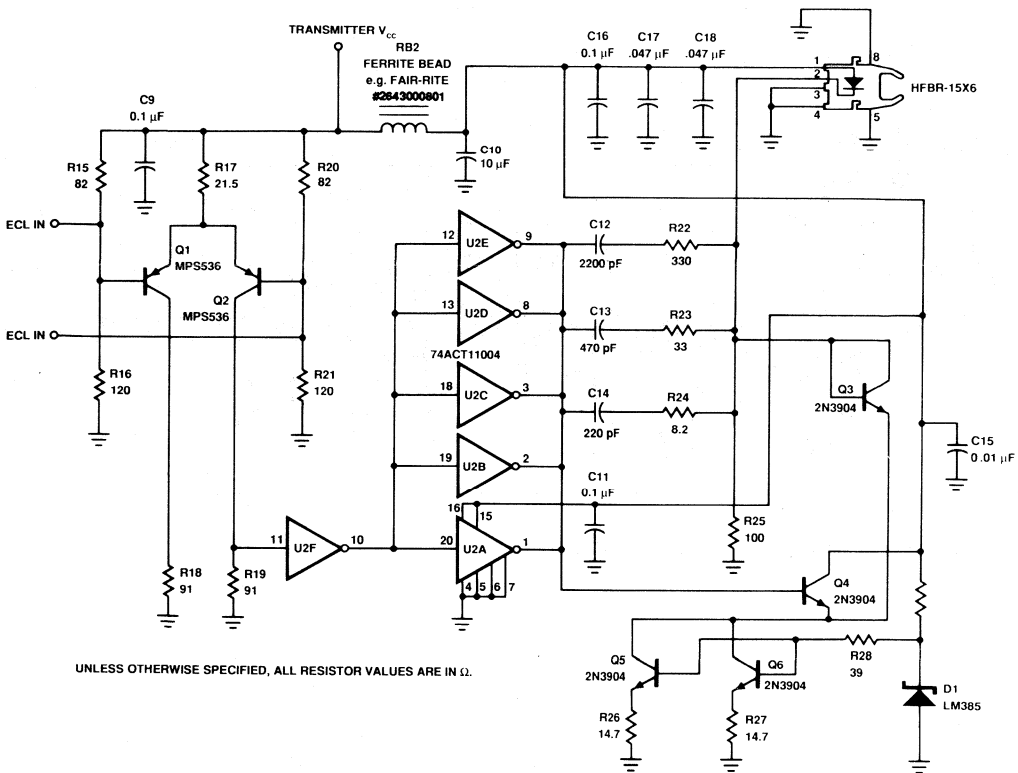 TRANSMITTER VCC
RB2
FERRITE BEAD
e.g. FAIR-RITE
#2643000801
C9
0.1 µF
C16
0.1 µF
C17
.047 µF
C18
.047 µF
1
2
3
4
8
5
HFBR-15X6
C10
10 µF
R15
82
R17
21.5
R20
82
ECL IN
Q1
MPS536
Q2
MPS536
ECL IN
R16
120
R21
120
12
U2E
9
13
U2D
8
74ACT11004
18
U2C
3
19
U2B
2
16
15
20
U2A
1
4
5
6
7
11
U2F
10
C12
2200 pF
R22
330
C13
470 pF
R23
33
C14
220 pF
R24
8.2
C11
0.1 µF
R25
100
Q3
2N3904
C15
0.01 µF
Q4
2N3904
R18
91
R19
91
Q5
2N3904
Q6
2N3904
R28
39
D1
LM385
R26
14.7
R27
14.7
UNLESS OTHERWISE SPECIFIED, ALL RESISTOR VALUES ARE IN Ω.